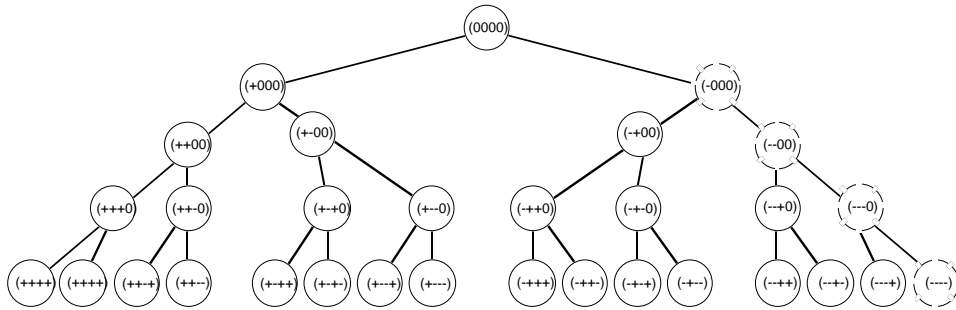 (0000)
(+000) (-000)
(++00) (+-00) (-+00) (--00)
(+++0) (++-0) (+-+0) (+--0) (-++0) (-+-0) (--+0) (---0)
(++++) (++++) (++-+) (++--) (+-++) (+-+-) (+--+) (+---) (-+++) (-++-) (-+-+) (-+--) (--++) (--+-) (---+) (----)